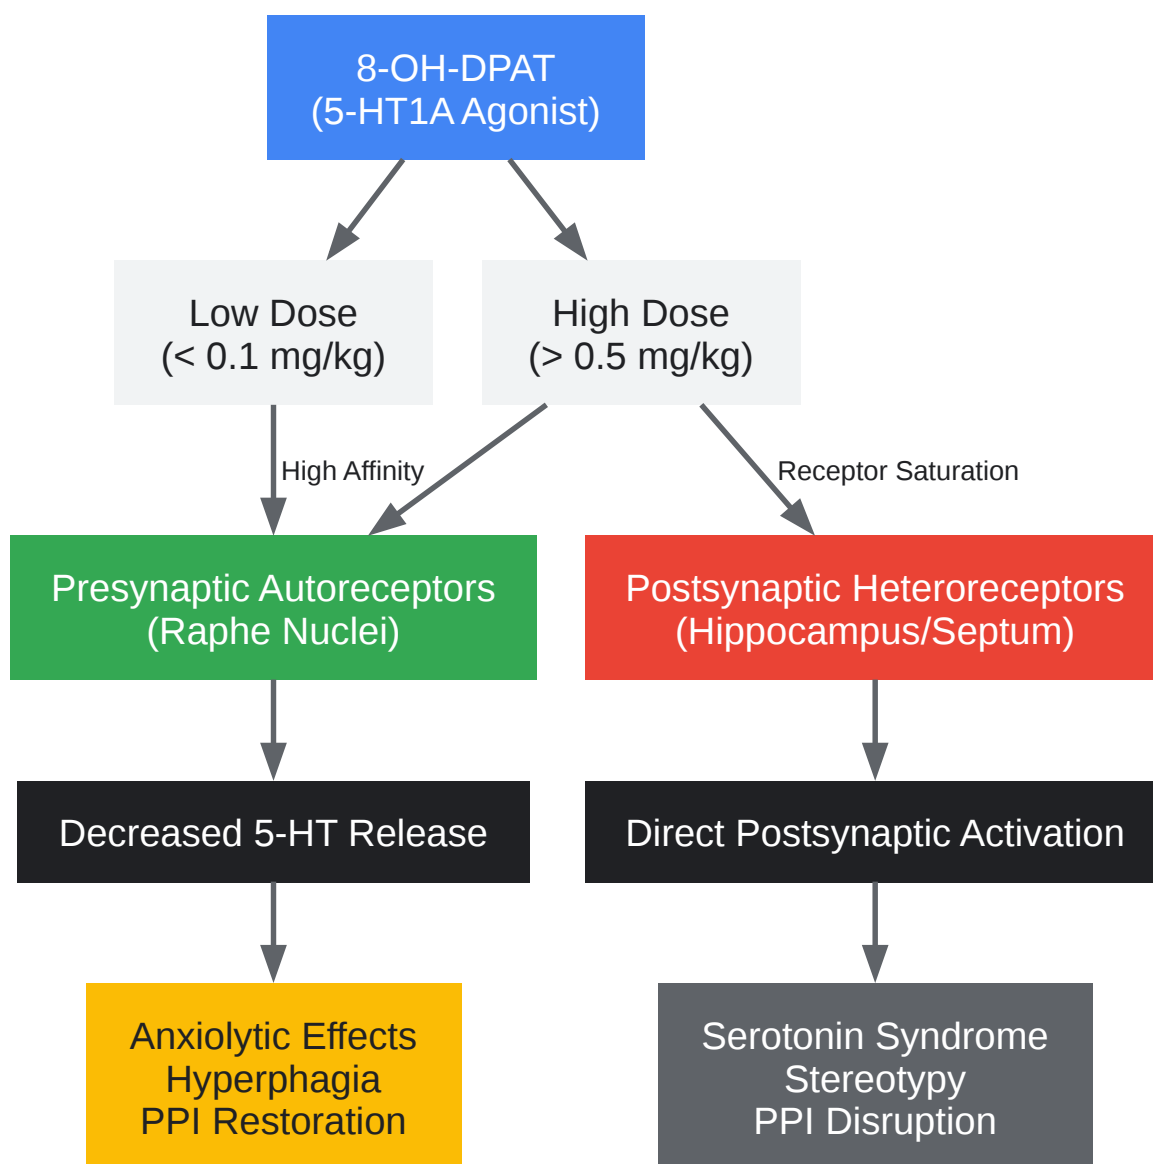 8-OH-DPAT
(5-HT1A Agonist)
Low Dose
(< 0.1 mg/kg)
High Dose
(> 0.5 mg/kg)
High Affinity
Receptor Saturation
Presynaptic Autoreceptors
(Raphe Nuclei)
Postsynaptic Heteroreceptors
(Hippocampus/Septum)
Decreased 5-HT Release
Direct Postsynaptic Activation
Anxiolytic Effects
Hyperphagia
PPI Restoration
Serotonin Syndrome
Stereotypy
PPI Disruption